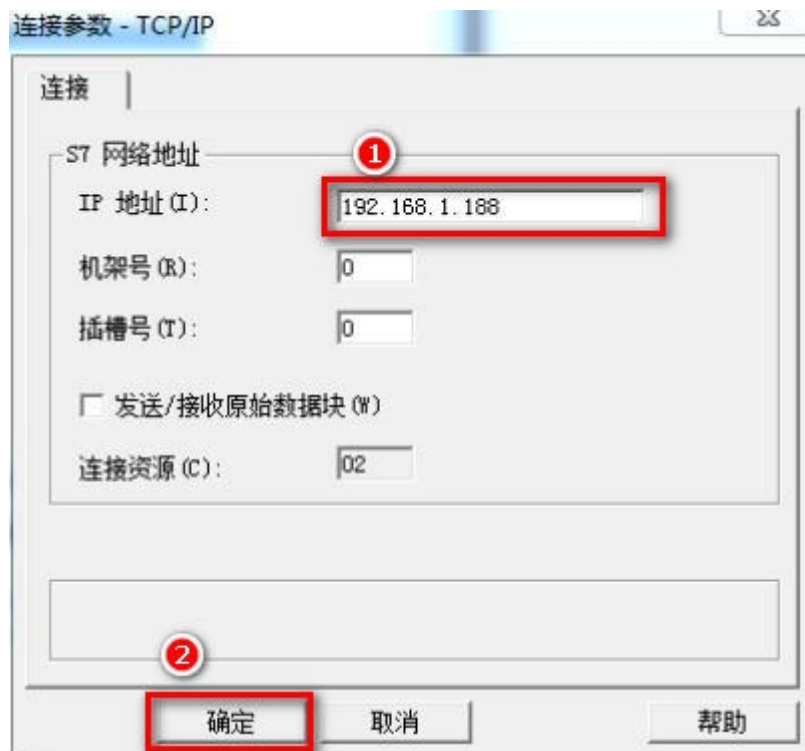 连接参数 - TCP/IP
连接
S7 网络地址
1
IP 地址(I): 192.168.1.188
机架号(R): 0
插槽号(T): 0
发送/接收原始数据块(W)
连接资源(C): 02
2
确定 取消 帮助